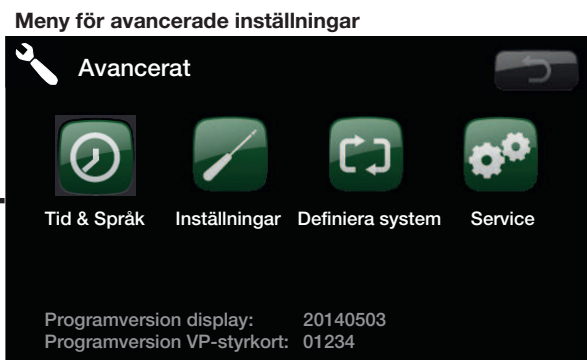 Meny för avancerade inställningar
Avancerat
Tid & Språk Inställningar Definiera system Service
Programversion display: 20140503
Programversion VP-styrkort: 01234